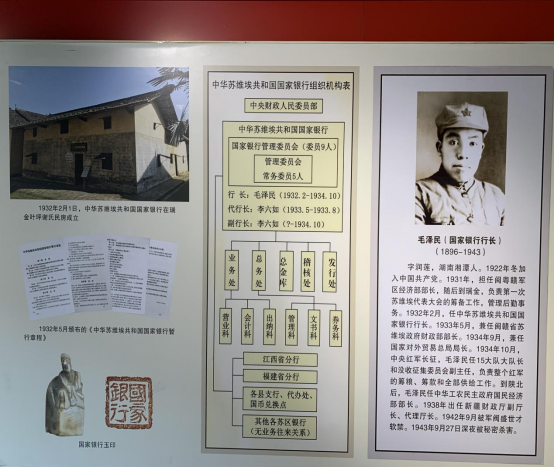 1932年2月1日，中华苏维埃共和国国家银行在瑞
金叶坪谢氏民房成立
1932年5月颁布的《中华苏维埃共和国国家银行暂
行章程》
國家
銀行
国家银行玉印
中华苏维埃共和国国家银行组织机构表
中央财政人民委员部
中华苏维埃共和国国家银行
国家银行管理委员会（委员9人）
管理委员会
常务委员5人
行 长：毛泽民（1932.2-1934.10）
代行长：李六如（1933.5-1933.8）
副行长：李六如（?-1934.10）
业务处
总务处
总金库
稽核处
发行处
营业科
会计科
出纳科
管理科
文书科
券务科
江西省分行
福建省分行
各县支行、代办处、
国币兑换点
其他各苏区银行
（无业务往来关系）
毛泽民（国家银行行长）
（1896-1943）
字润莲，湖南湘潭人。1922年冬加
入中国共产党。1931年，担任闽粤赣军
区经济部部长，随后到瑞金，负责第一次
苏维埃代表大会的筹备工作，管理后勤事
务。1932年2月，任中华苏维埃共和国国
家银行行长。1933年5月，兼任闽赣省苏
维埃政府财政部部长。1934年9月，兼任
国家对外贸易总局局长。1934年10月，
中央红军长征，毛泽民任15大队大队长
和没收征集委员会副主任，负责整个红军
的筹粮、筹款和全部供给工作。到陕北
后，毛泽民任中华工农民主政府国民经济
部部长。1938年出任新疆财政厅副厅
长、代理厅长。1942年9月被军阀盛世才
软禁。1943年9月27日深夜被秘密杀害。